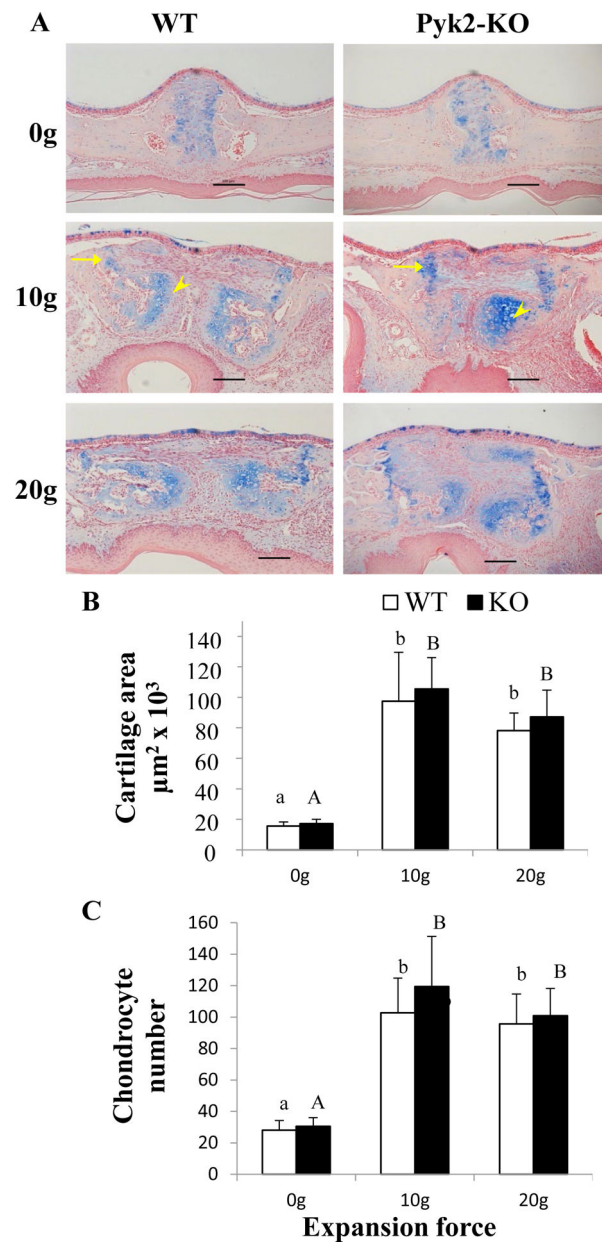 A
WT
Pyk2-KO
0g
10g
20g
B
WT KO
Cartilage area
µm² x 10³
140
120
100
80
60
40
20
0
a A
b B
b B
0g 10g 20g
C
Chondrocyte
number
160
140
120
100
80
60
40
20
0
a A
b B
b B
0g 10g 20g
Expansion force